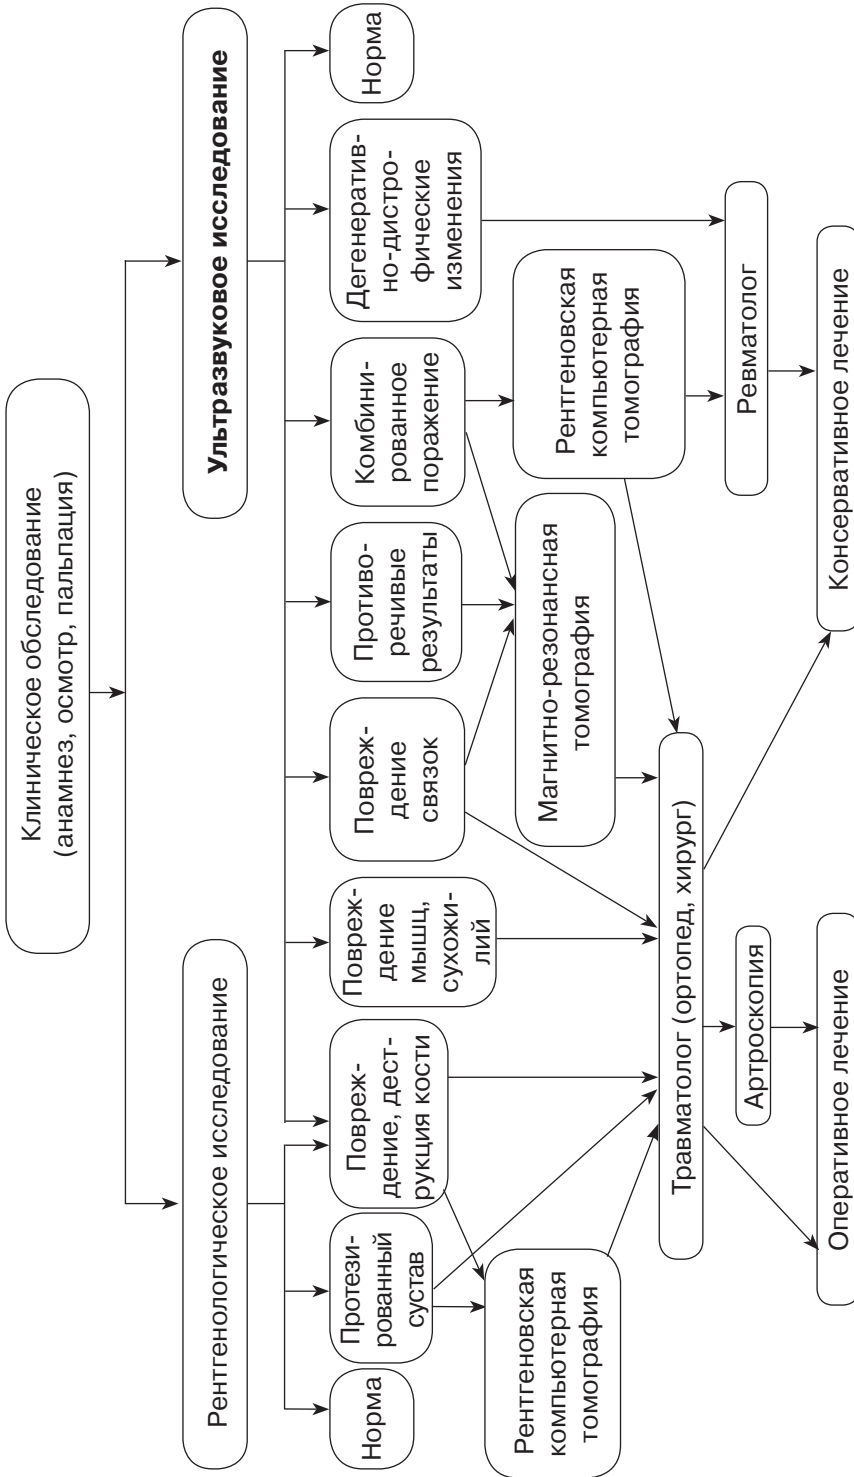 Клиническое обследование
(анамнез, осмотр, пальпация)
Рентгенологическое исследование
Ультразвуковое исследование
Норма
Протези-
рованный
сустав
Повреж-
дение, дест-
рукция кости
Повреж-
дение
мышц,
сухожи-
лий
Повреж-
дение
связок
Противо-
речивые
результаты
Комбини-
рованное
поражение
Дегенератив-
но-дистро-
фические
изменения
Норма
Рентгеновская
компьютерная
томография
Магнитно-резонансная
томография
Рентгеновская
компьютерная
томография
Травматолог (ортопед, хирург)
Ревматолог
Артроскопия
Оперативное лечение
Консервативное лечение